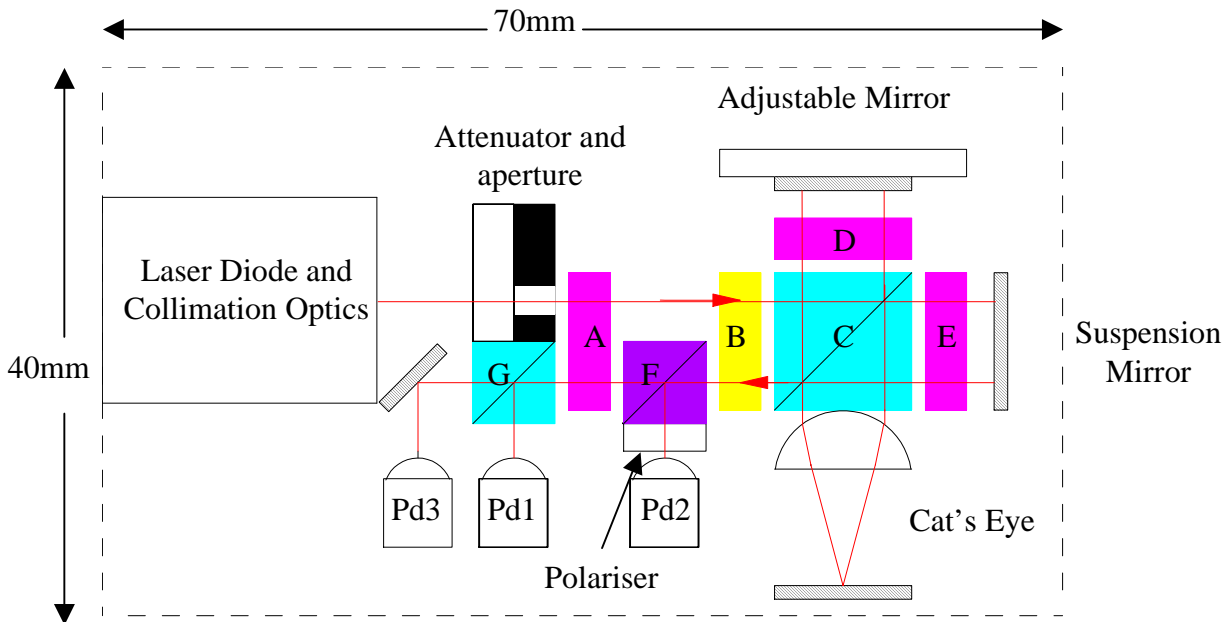 70mm
Adjustable Mirror
Attenuator and
aperture
D
Laser Diode and
Collimation Optics
A
B
C
E
Suspension
Mirror
40mm
G
F
Pd3
Pd1
Pd2
Cat's Eye
Polariser